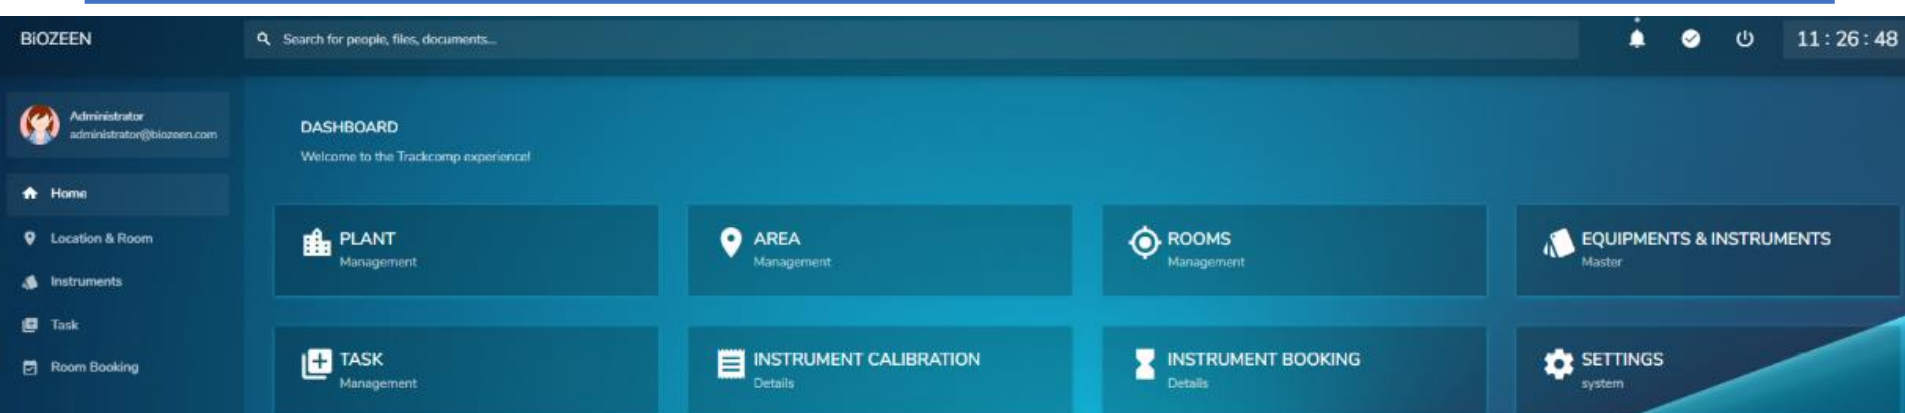 BiOZEEN
Search for people, files, documents...
11 : 26 : 48
Administrator
administrator@biozeen.com
Home
Location & Room
Instruments
Task
Room Booking
DASHBOARD
Welcome to the Trackcomp experience!
PLANT
Management
AREA
Management
ROOMS
Management
EQUIPMENTS & INSTRUMENTS
Master
TASK
Management
INSTRUMENT CALIBRATION
Details
INSTRUMENT BOOKING
Details
SETTINGS
system